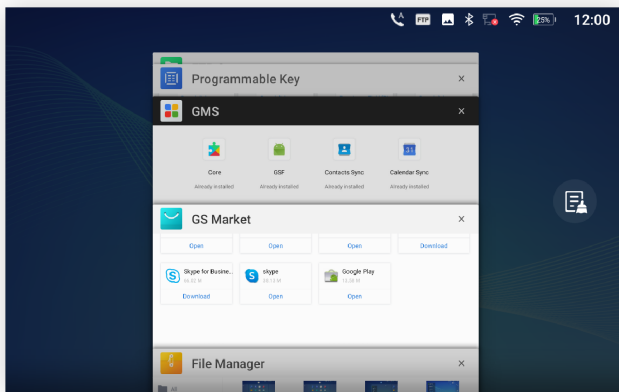 A
FTP
25%
12:00
Programmable Key
×
GMS
×
31
Core
GSF
Contacts Sync
Calendar Sync
Already installed
Already installed
Already installed
Already installed
GS Market
×
Open
Open
Open
Download
Skype for Busine...
skype
Google Play
Download
Open
Open
File Manager
×
All